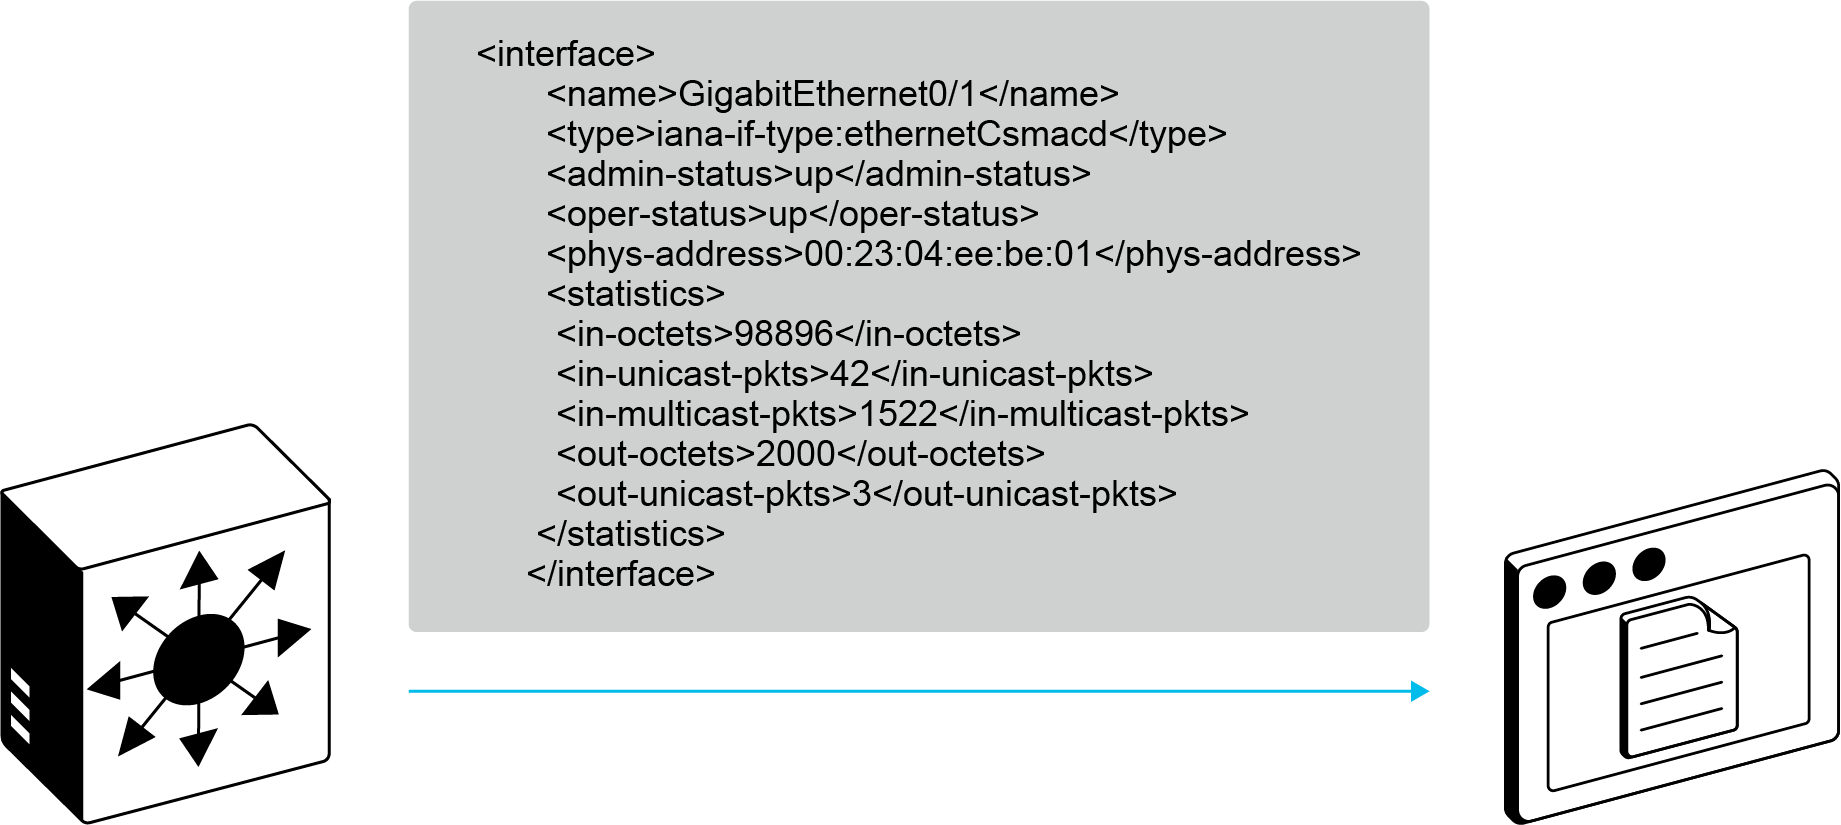 <interface>
<name>GigabitEthernet0/1</name>
<type>iana-if-type:ethernetCsmacd</type>
<admin-status>up</admin-status>
<oper-status>up</oper-status>
<phys-address>00:23:04:ee:be:01</phys-address>
<statistics>
<in-octets>98896</in-octets>
<in-unicast-pkts>42</in-unicast-pkts>
<in-multicast-pkts>1522</in-multicast-pkts>
<out-octets>2000</out-octets>
<out-unicast-pkts>3</out-unicast-pkts>
</statistics>
</interface>